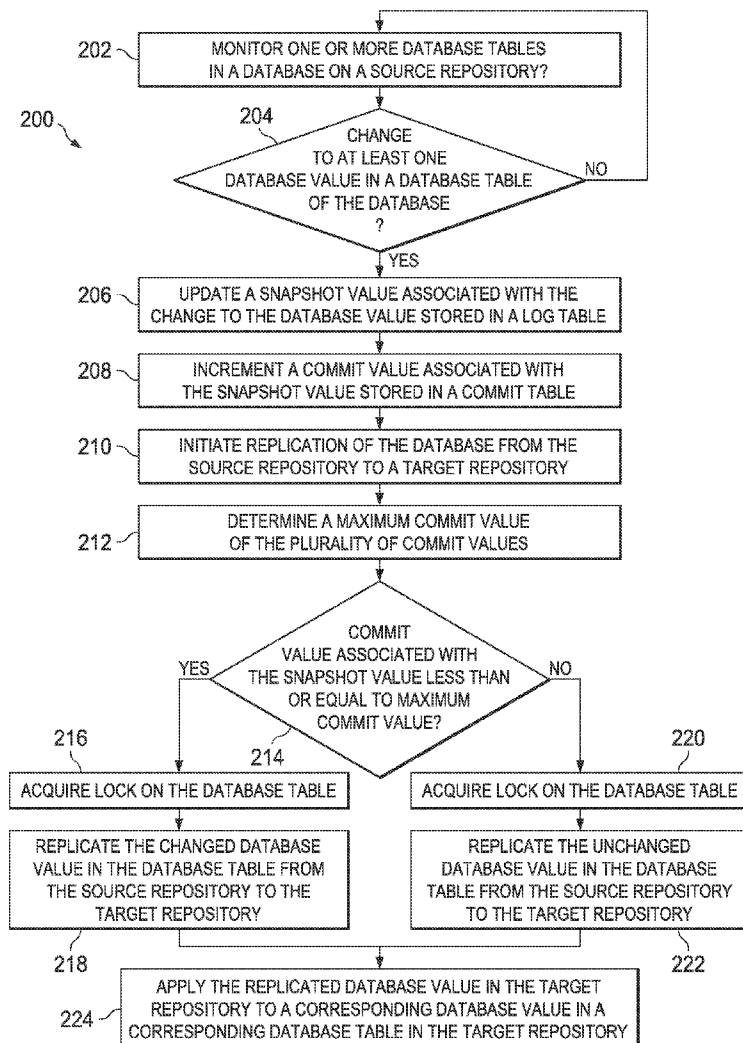 202
MONITOR ONE OR MORE DATABASE TABLES
IN A DATABASE ON A SOURCE REPOSITORY?
200
204
CHANGE
TO AT LEAST ONE
DATABASE VALUE IN A DATABASE TABLE
OF THE DATABASE
?
NO
YES
206
UPDATE A SNAPSHOT VALUE ASSOCIATED WITH THE
CHANGE TO THE DATABASE VALUE STORED IN A LOG TABLE
208
INCREMENT A COMMIT VALUE ASSOCIATED WITH
THE SNAPSHOT VALUE STORED IN A COMMIT TABLE
210
INITIATE REPLICATION OF THE DATABASE FROM THE
SOURCE REPOSITORY TO A TARGET REPOSITORY
212
DETERMINE A MAXIMUM COMMIT VALUE
OF THE PLURALITY OF COMMIT VALUES
COMMIT
VALUE ASSOCIATED WITH
THE SNAPSHOT VALUE LESS THAN
OR EQUAL TO MAXIMUM
COMMIT VALUE?
YES
NO
214
216
ACQUIRE LOCK ON THE DATABASE TABLE
REPLICATE THE CHANGED DATABASE
VALUE IN THE DATABASE TABLE FROM
THE SOURCE REPOSITORY TO THE
TARGET REPOSITORY
218
220
ACQUIRE LOCK ON THE DATABASE TABLE
REPLICATE THE UNCHANGED
DATABASE VALUE IN THE DATABASE
TABLE FROM THE SOURCE REPOSITORY
TO THE TARGET REPOSITORY
222
224
APPLY THE REPLICATED DATABASE VALUE IN THE TARGET
REPOSITORY TO A CORRESPONDING DATABASE VALUE IN A
CORRESPONDING DATABASE TABLE IN THE TARGET REPOSITORY